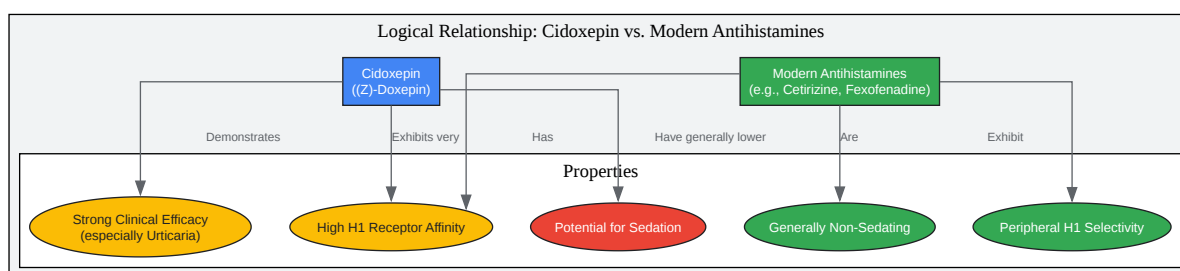 Logical Relationship: Cidoxepin vs. Modern Antihistamines
Cidoxepin
((Z)-Doxepin)
Modern Antihistamines
(e.g., Cetirizine, Fexofenadine)
Demonstrates
Exhibits very
Has
Have generally lower
Are
Exhibit
Properties
Strong Clinical Efficacy
(especially Urticaria)
High H1 Receptor Affinity
Potential for Sedation
Generally Non-Sedating
Peripheral H1 Selectivity